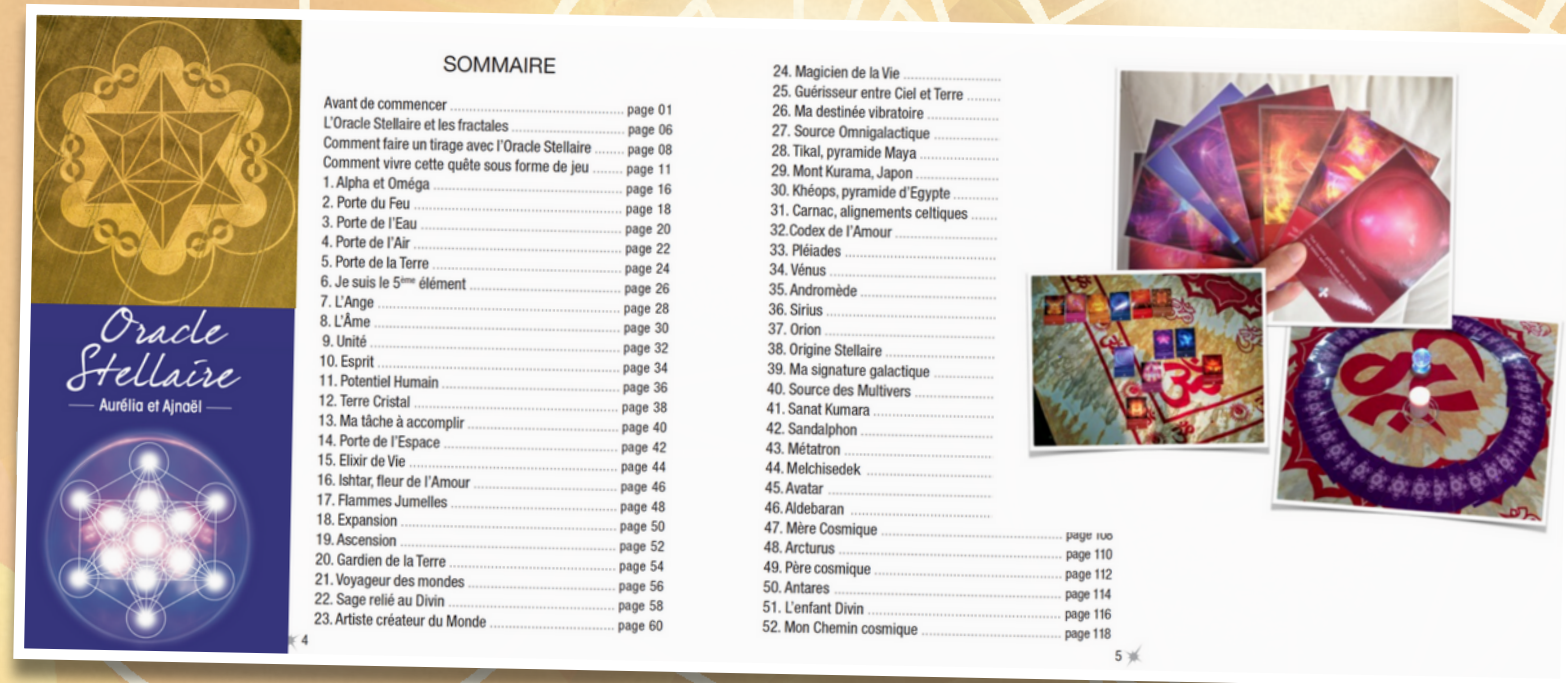 Oracle
Stellaire
Aurélia et Ajnaël
SOMMAIRE
Avant de commencer ........ page 01
L'Oracle Stellaire et les fractales ........ page 06
Comment faire un tirage avec l'Oracle Stellaire ........ page 08
Comment vivre cette quête sous forme de jeu ........ page 11
1. Alpha et Oméga ........ page 16
2. Porte du Feu ........ page 18
3. Porte de l'Eau ........ page 20
4. Porte de l'Air ........ page 22
5. Porte de la Terre ........ page 24
6. Je suis le 5ème élément ........ page 26
7. L'Ange ........ page 28
8. L'Âme ........ page 30
9. Unité ........ page 32
10. Esprit ........ page 34
11. Potentiel Humain ........ page 36
12. Terre Cristal ........ page 38
13. Ma tâche à accomplir ........ page 40
14. Porte de l'Espace ........ page 42
15. Elixir de Vie ........ page 44
16. Ishtar, fleur de l'Amour ........ page 46
17. Flammes Jumelles ........ page 48
18. Expansion ........ page 50
19. Ascension ........ page 52
20. Gardien de la Terre ........ page 54
21. Voyageur des mondes ........ page 56
22. Sage relié au Divin ........ page 58
23. Artiste créateur du Monde ........ page 60
4
24. Magicien de la Vie ........
25. Guérisseur entre Ciel et Terre ........
26. Ma destinée vibratoire ........
27. Source Omnigalactique ........
28. Tikal, pyramide Maya ........
29. Mont Kurama, Japon ........
30. Khéops, pyramide d'Egypte ........
31. Carnac, alignements celtiques ........
32.Codex de l'Amour ........
33. Pléiades ........
34. Vénus ........
35. Andromède ........
36. Sirius ........
37. Orion ........
38. Origine Stellaire ........
39. Ma signature galactique ........
40. Source des Multivers ........
41. Sanat Kumara ........
42. Sandalphon ........
43. Métatron ........
44. Melchisedek ........
45. Avatar ........
46. Aldebaran ........
47. Mère Cosmique ........ page 108
48. Arcturus ........ page 110
49. Père cosmique ........ page 112
50. Antares ........ page 114
51. L'enfant Divin ........ page 116
52. Mon Chemin cosmique ........ page 118
5